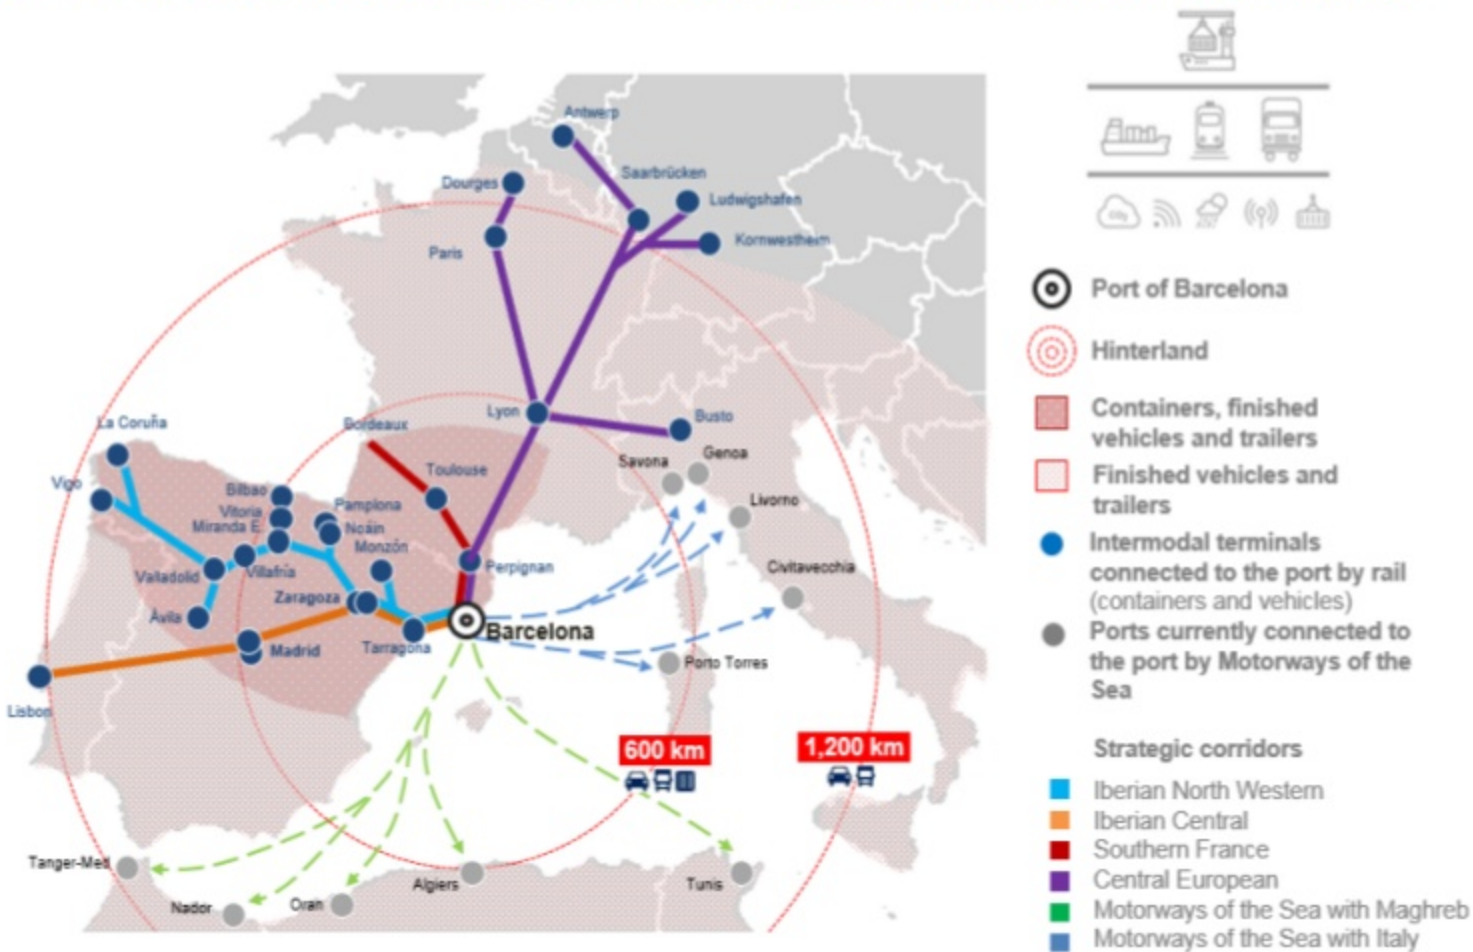 Antwerp
Saarbrücken
Dourges
Ludwigshafen
Kornwestheim
Paris
Lyon
Busto
La Coruña
Bordeaux
Savona
Genoa
Toulouse
Vigo
Bilbao
Pamplona
Livorno
Vitoria
Miranda E.
Noáin
Monzón
Perpignan
Civitavecchia
Valladolid
Villafría
Zaragoza
Ávila
Barcelona
Madrid
Tarragona
Porto Torres
Lisbon
600 km
1,200 km
Tanger-Med
Algiers
Tunis
Nador
Oran
CO2
Port of Barcelona
Hinterland
Containers, finished
vehicles and trailers
Finished vehicles and
trailers
Intermodal terminals
connected to the port by rail
(containers and vehicles)
Ports currently connected to
the port by Motorways of the
Sea
Strategic corridors
Iberian North Western
Iberian Central
Southern France
Central European
Motorways of the Sea with Maghreb
Motorways of the Sea with Italy